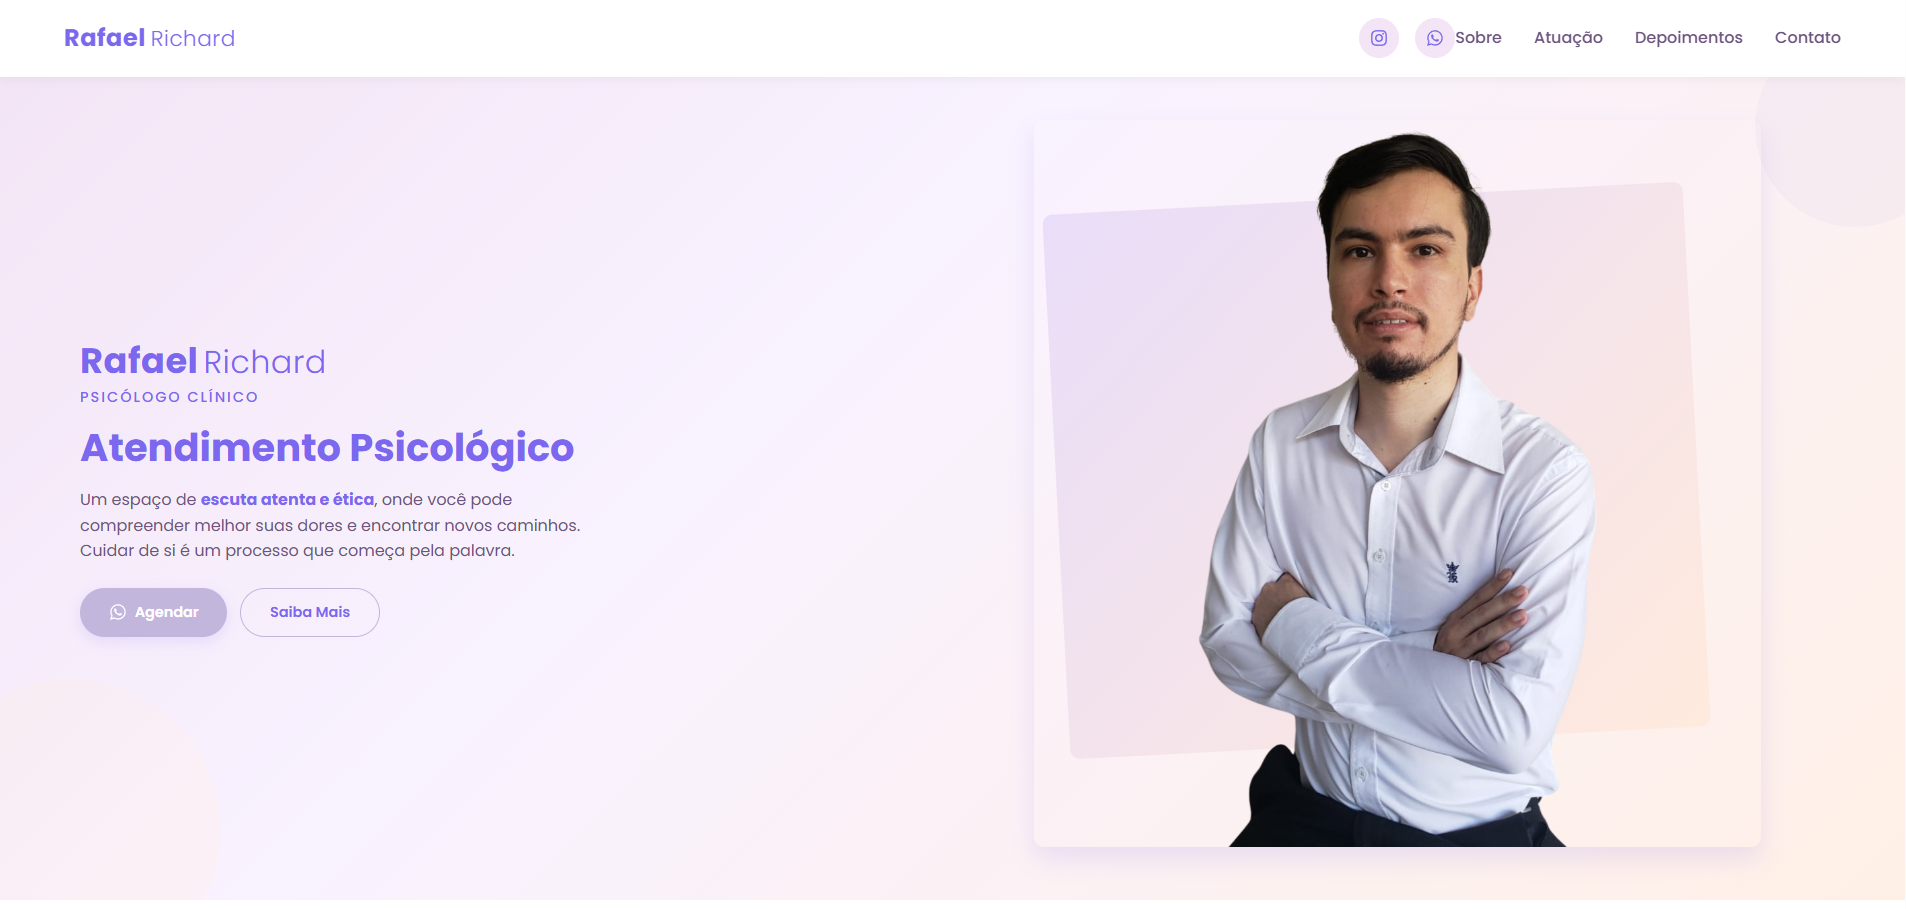 Rafael Richard
Sobre
Atuação
Depoimentos
Contato
Rafael Richard
PSICÓLOGO CLÍNICO
Atendimento Psicológico
Um espaço de escuta atenta e ética, onde você pode
compreender melhor suas dores e encontrar novos caminhos.
Cuidar de si é um processo que começa pela palavra.
Agendar
Saiba Mais